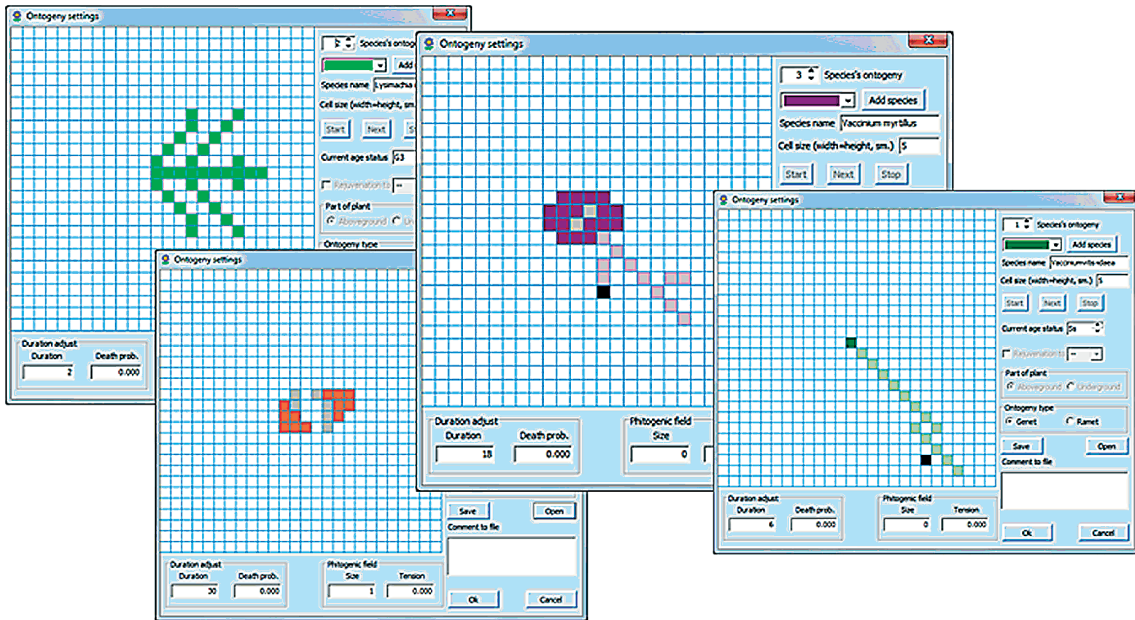 Ontogeny settings
Species's ontog
Add
Species name Lysmachia
Cell size (width=height, sm.)
Start Next St
Current age status G3
Rejuvenation to --
Part of plant
Aboveground Un
Ontogeny type
Duration adjust
Duration Death prob.
2 0.000
Ontogeny settings
Save Open
Comment to file
Duration adjust
Duration Death prob.
30 0.000
Phitogenic field
Size Tension
1 0.000
Ok Cancel
Ontogeny settings
3 Species's ontogeny
Add species
Species name Vaccinium myrtillus
Cell size (width=height, sm.) 5
Start Next Stop
Duration adjust
Duration Death prob.
18 0.000
Phitogenic field
Size
0
Ontogeny settings
1 Species's ontogeny
Add species
Species name Vacciniumvitis-idaea
Cell size (width=height, sm.) 5
Start Next Stop
Current age status Ss
Rejuvenation to --
Part of plant
Aboveground Underground
Ontogeny type
Genet Ramet
Save Open
Comment to file
Duration adjust
Duration Death prob.
6 0.000
Phitogenic field
Size Tension
0 0.000
Ok Cancel